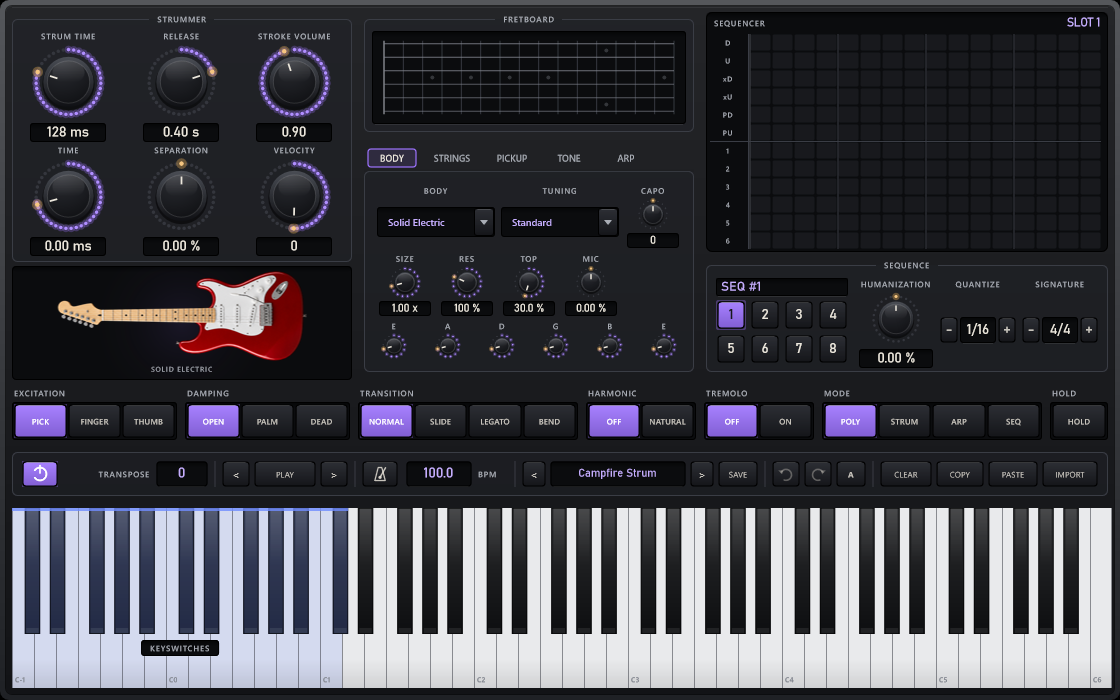 STRUMMER
STRUM TIME RELEASE STROKE VOLUME
128 ms 0.40 s 0.90
TIME SEPARATION VELOCITY
0.00 ms 0.00 % 0
SOLID ELECTRIC
FRETBOARD
BODY STRINGS PICKUP TONE ARP
BODY TUNING CAPO
Solid Electric Standard
0
SIZE RES TOP MIC
1.00 x 100 % 30.0 % 0.00 %
E A D G B E
SEQUENCER SLOT 1
D
U
xD
xU
PD
PU
1
2
3
4
5
6
SEQUENCE
SEQ #1 HUMANIZATION QUANTIZE SIGNATURE
1 2 3 4
5 6 7 8
0.00 %
- 1/16 + - 4/4 +
EXCITATION DAMPING TRANSITION HARMONIC TREMOLO MODE HOLD
PICK FINGER THUMB OPEN PALM DEAD NORMAL SLIDE LEGATO BEND OFF NATURAL OFF ON POLY STRUM ARP SEQ HOLD
TRANSPOSE 0 < PLAY > 100.0 BPM < Campfire Strum > SAVE A CLEAR COPY PASTE IMPORT
KEYSWITCHES
C-1 C0 C1 C2 C3 C4 C5 C6